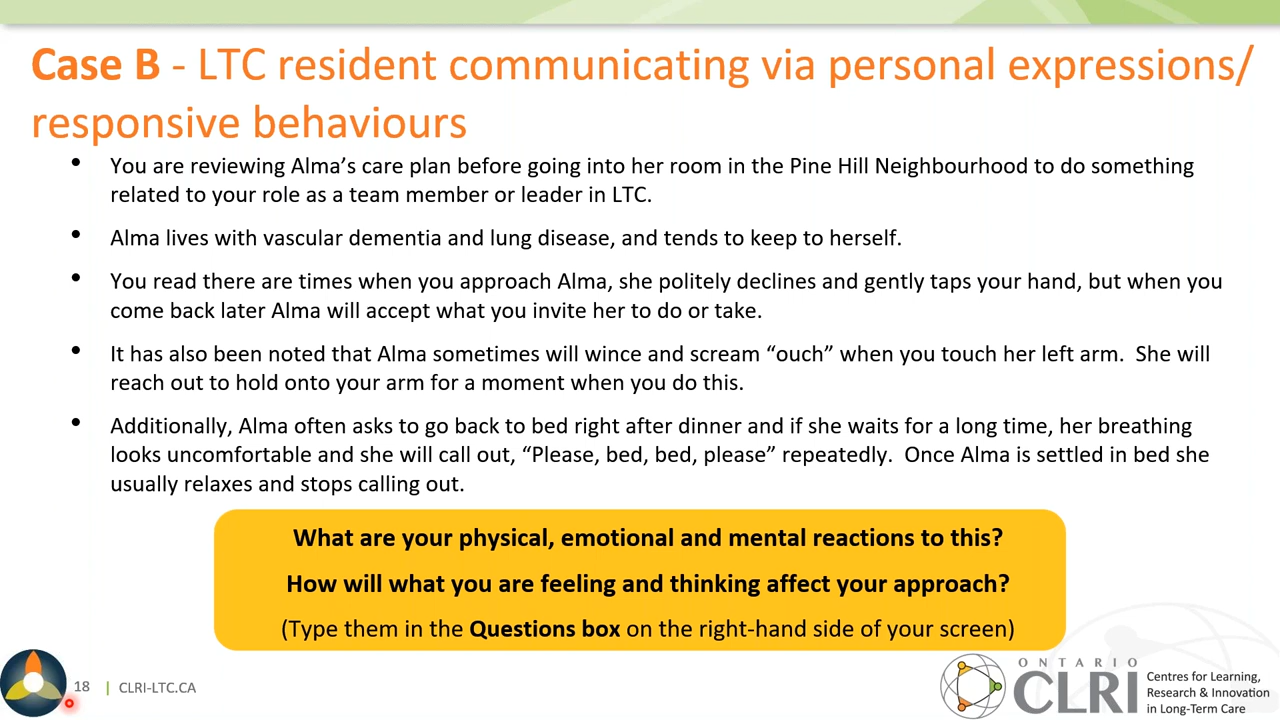 Case B - LTC resident communicating via personal expressions/
responsive behaviours
• You are reviewing Alma’s care plan before going into her room in the Pine Hill Neighbourhood to do something
related to your role as a team member or leader in LTC.
• Alma lives with vascular dementia and lung disease, and tends to keep to herself.
• You read there are times when you approach Alma, she politely declines and gently taps your hand, but when you
come back later Alma will accept what you invite her to do or take.
• It has also been noted that Alma sometimes will wince and scream “ouch” when you touch her left arm. She will
reach out to hold onto your arm for a moment when you do this.
• Additionally, Alma often asks to go back to bed right after dinner and if she waits for a long time, her breathing
looks uncomfortable and she will call out, “Please, bed, bed, please” repeatedly. Once Alma is settled in bed she
usually relaxes and stops calling out.
What are your physical, emotional and mental reactions to this?
How will what you are feeling and thinking affect your approach?
(Type them in the Questions box on the right-hand side of your screen)
18 | CLRI-LTC.CA
ONTARIO
CLRI
Centres for Learning,
Research & Innovation
in Long-Term Care